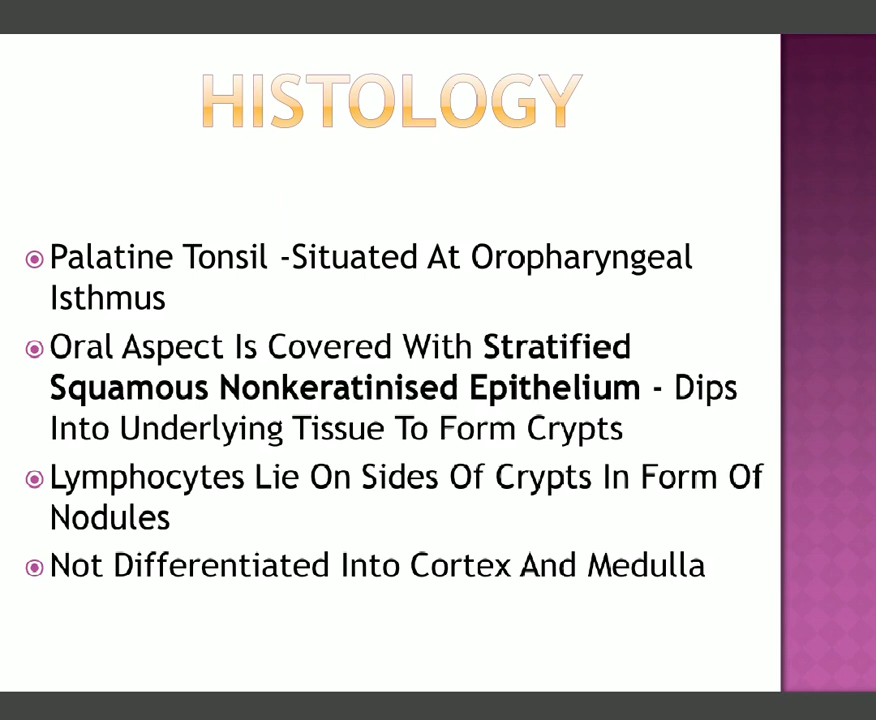 HISTOLOGY
Palatine Tonsil -Situated At Oropharyngeal
Isthmus
Oral Aspect Is Covered With Stratified
Squamous Nonkeratinised Epithelium - Dips
Into Underlying Tissue To Form Crypts
Lymphocytes Lie On Sides Of Crypts In Form Of
Nodules
Not Differentiated Into Cortex And Medulla